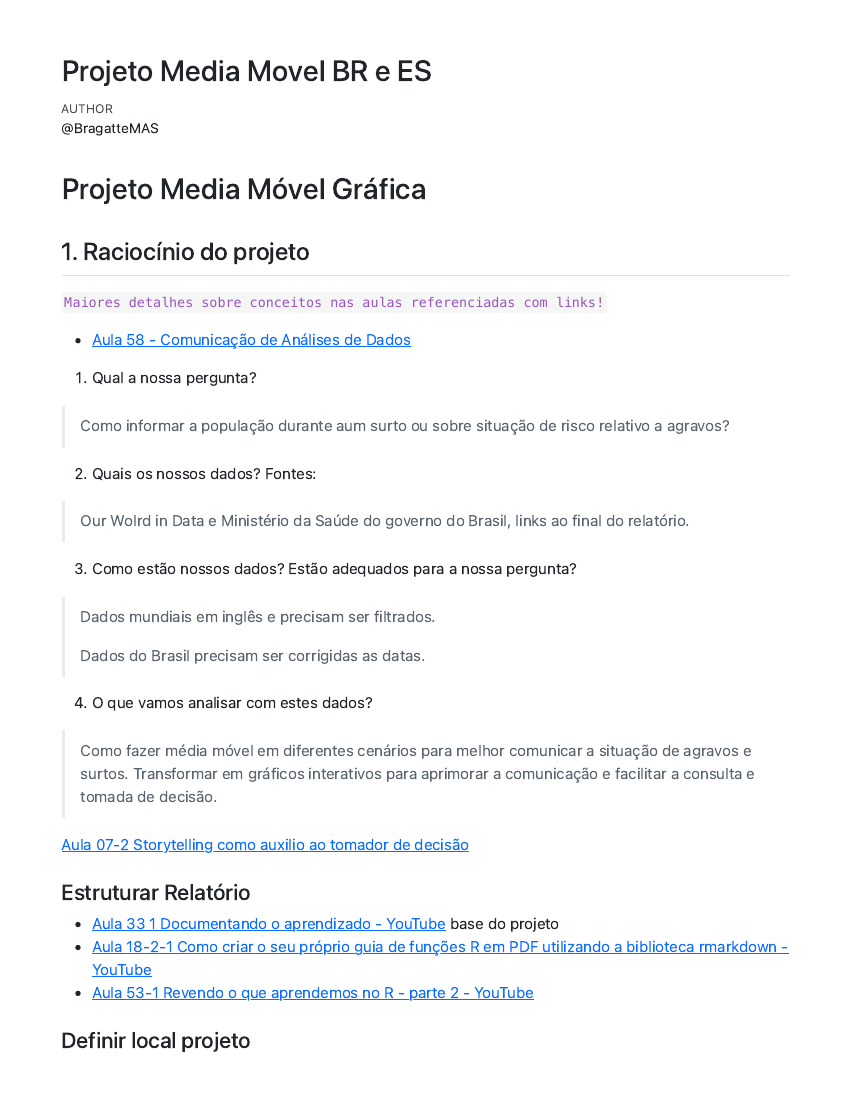 Projeto Media Movel BR e ES
AUTHOR
@BragatteMAS
Projeto Media Móvel Gráfica
1. Raciocínio do projeto
Maiores detalhes sobre conceitos nas aulas referenciadas com links!
• Aula 58 - Comunicação de Análises de Dados
1. Qual a nossa pergunta?
Como informar a população durante aum surto ou sobre situação de risco relativo a agravos?
2. Quais os nossos dados? Fontes:
Our Wolrd in Data e Ministério da Saúde do governo do Brasil, links ao final do relatório.
3. Como estão nossos dados? Estão adequados para a nossa pergunta?
Dados mundiais em inglês e precisam ser filtrados.
Dados do Brasil precisam ser corrigidas as datas.
4. O que vamos analisar com estes dados?
Como fazer média móvel em diferentes cenários para melhor comunicar a situação de agravos e
surtos. Transformar em gráficos interativos para aprimorar a comunicação e facilitar a consulta e
tomada de decisão.
Aula 07-2 Storytelling como auxilio ao tomador de decisão
Estruturar Relatório
• Aula 33 1 Documentando o aprendizado - YouTube base do projeto
• Aula 18-2-1 Como criar o seu próprio guia de funções R em PDF utilizando a biblioteca rmarkdown -
YouTube
• Aula 53-1 Revendo o que aprendemos no R - parte 2 - YouTube
Definir local projeto